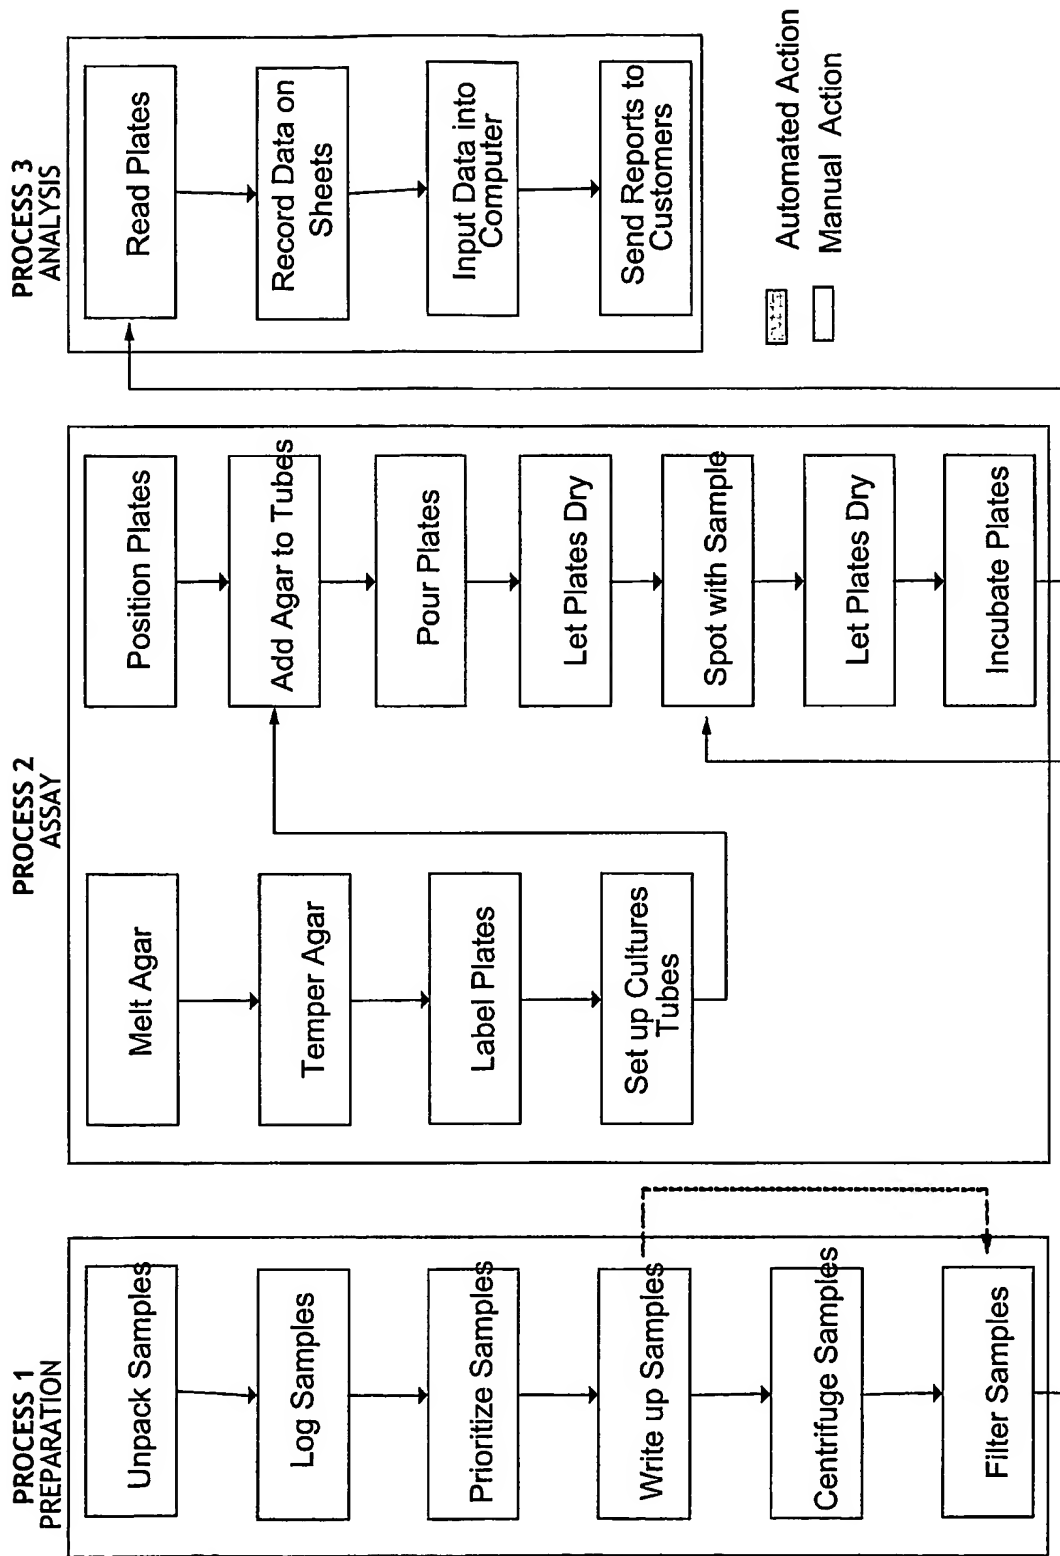 PROCESS 1
PREPARATION
Unpack Samples
Log Samples
Prioritize Samples
Write up Samples
Centrifuge Samples
Filter Samples
PROCESS 2
ASSAY
Melt Agar
Temper Agar
Label Plates
Set up Cultures
Tubes
Position Plates
Add Agar to Tubes
Pour Plates
Let Plates Dry
Spot with Sample
Let Plates Dry
Incubate Plates
PROCESS 3
ANALYSIS
Read Plates
Record Data on
Sheets
Input Data into
Computer
Send Reports to
Customers
Automated Action
Manual Action